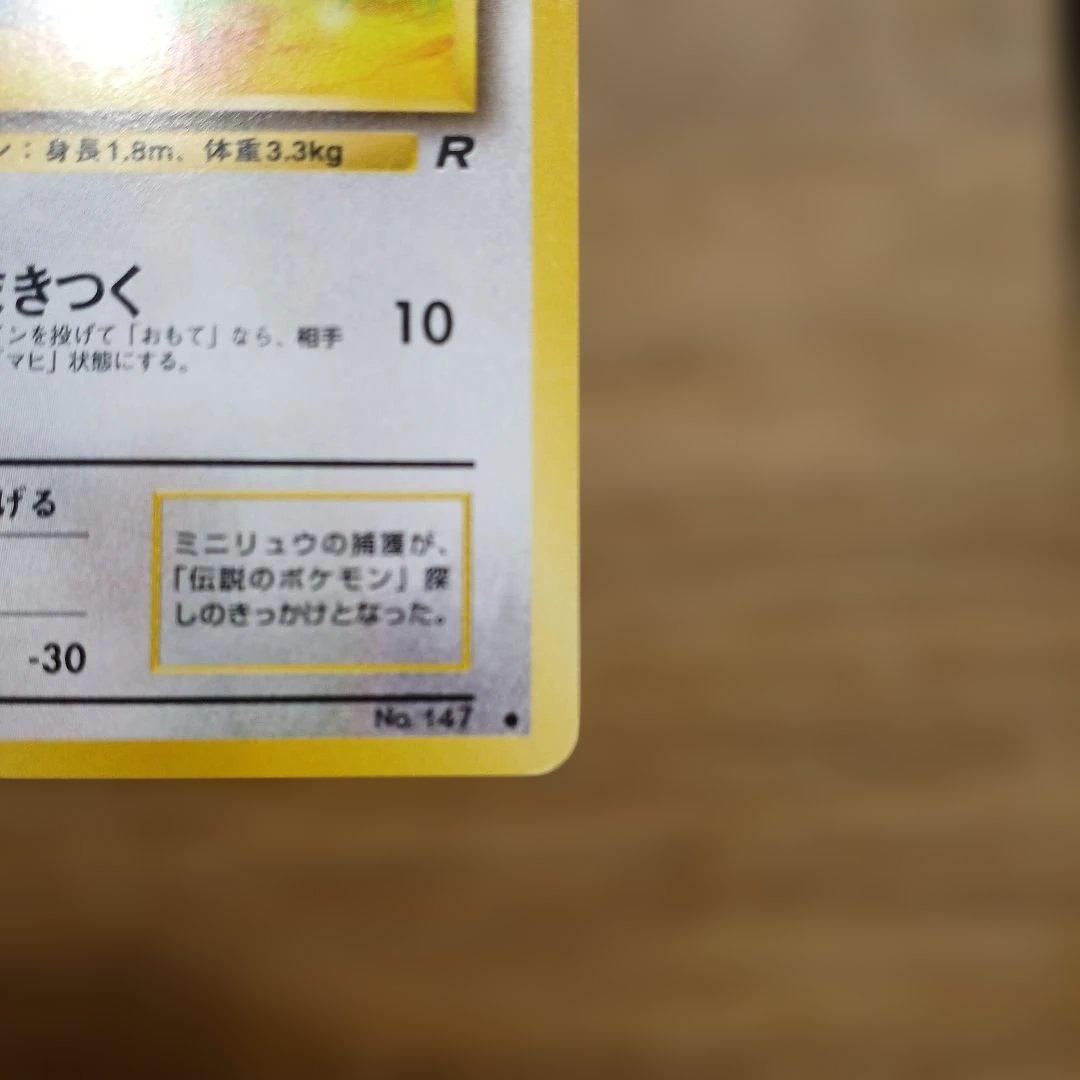 ン：身長1.8m、体重3.3kg R
きつく 10
インを投げて「おもて」なら、相手
「マヒ」状態にする。
げる
ミニリュウの捕獲が、
「伝説のポケモン」探
しのきっかけとなった。
-30
No. 147 ●